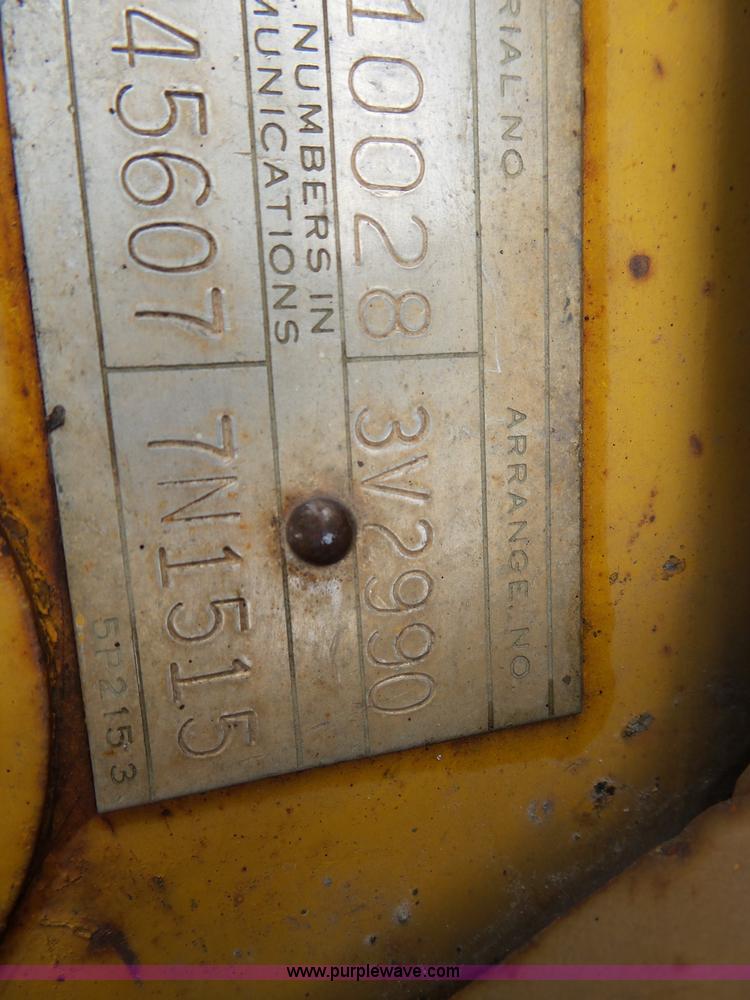 RIAL NO. ARRANGE. NO.
10028 3V2990
NUMBERS IN
MUNICATIONS
45607 7N1515
5P2153
www.purplewave.com